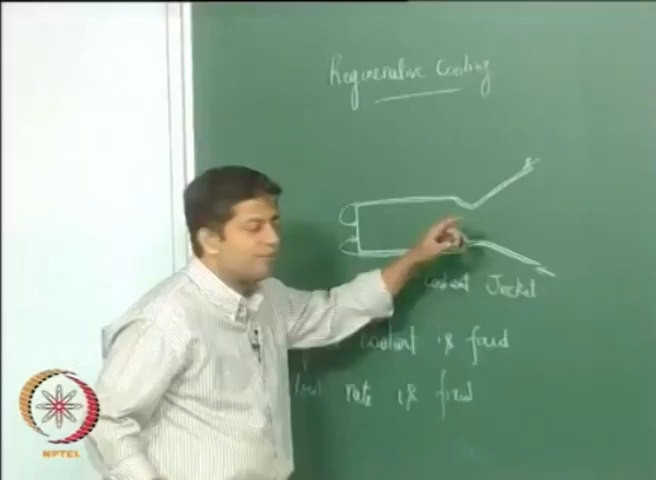 Regenerative Cooling
coolant Jacket
coolant is fixed
rate is fixed
NPTEL